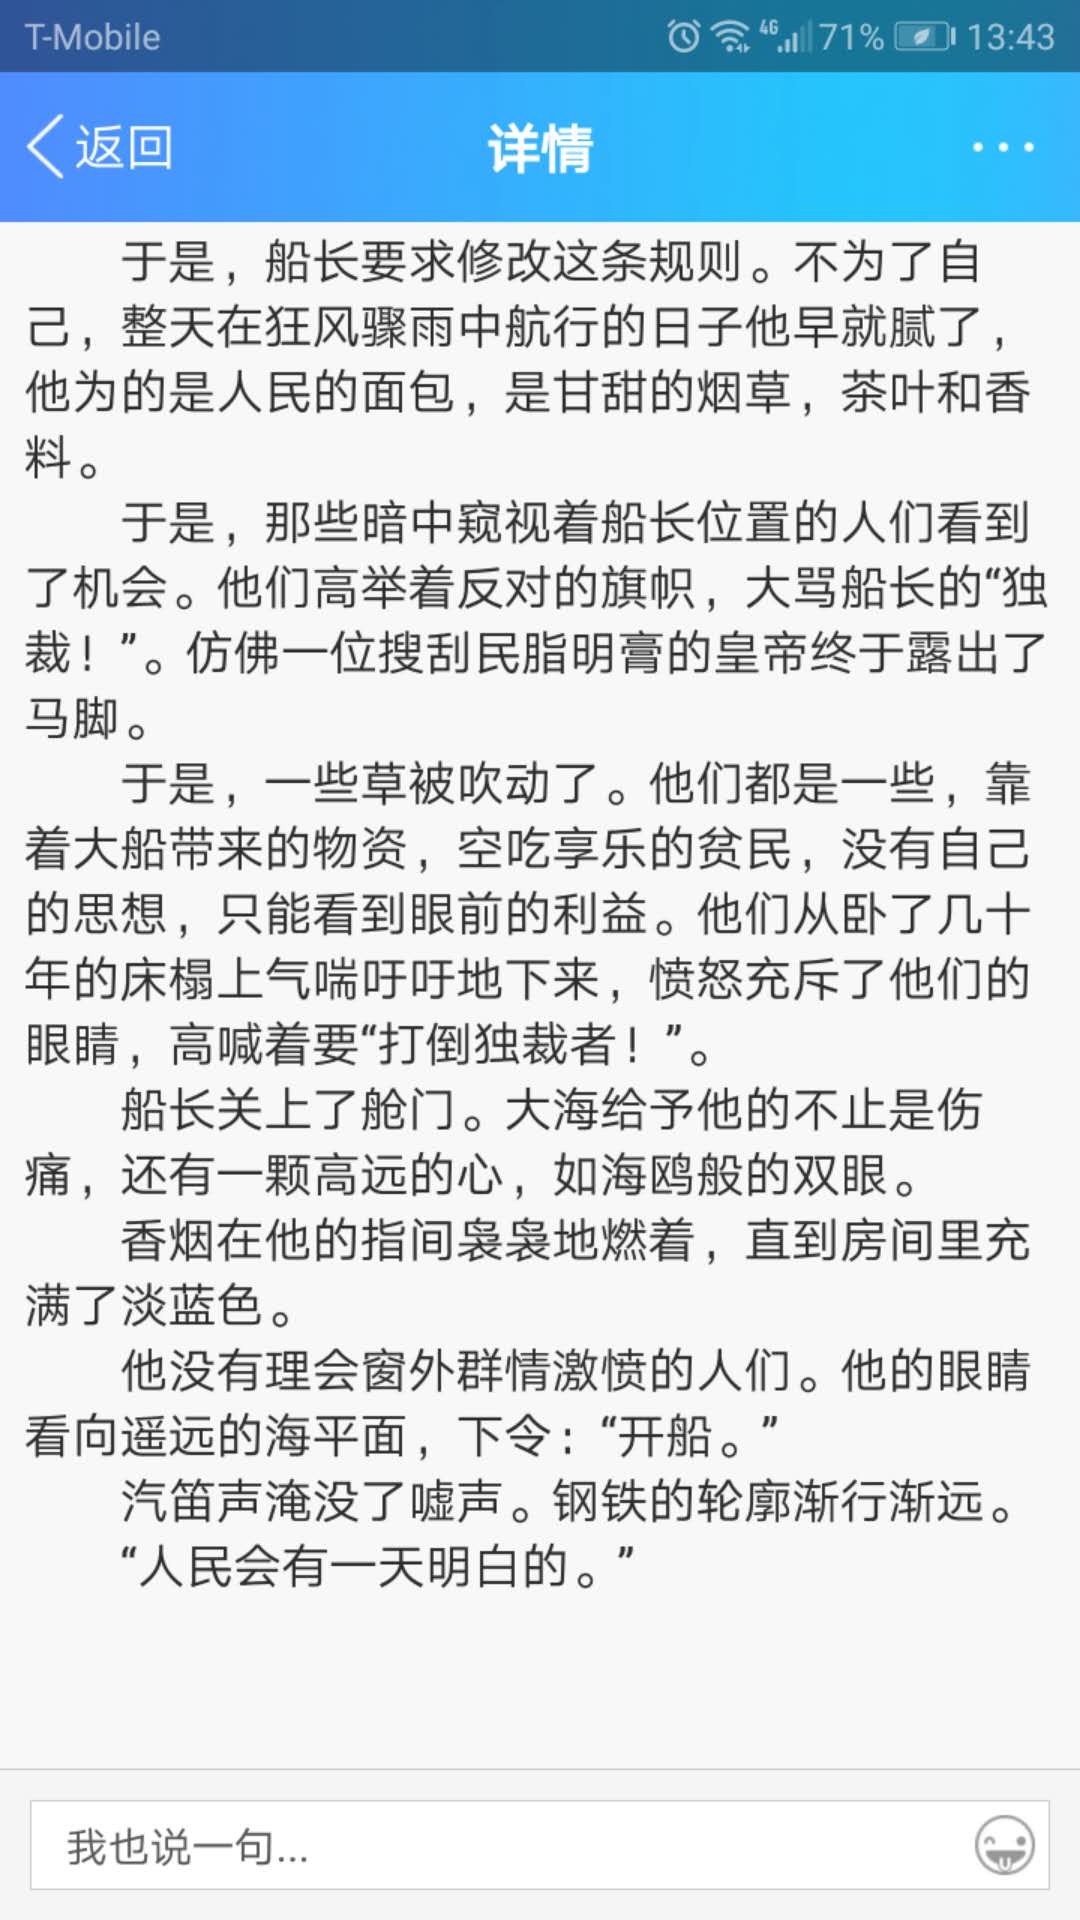 T-Mobile 4G 71% 13:43
返回 详情 ...
于是，船长要求修改这条规则。不为了自
己，整天在狂风骤雨中航行的日子他早就腻了，
他为的是人民的面包，是甘甜的烟草，茶叶和香
料。
于是，那些暗中窥视着船长位置的人们看到
了机会。他们高举着反对的旗帜，大骂船长的“独
裁！”。仿佛一位搜刮民脂明膏的皇帝终于露出了
马脚。
于是，一些草被吹动了。他们都是一些，靠
着大船带来的物资，空吃享乐的贫民，没有自己
的思想，只能看到眼前的利益。他们从卧了几十
年的床榻上气喘吁吁地下来，愤怒充斥了他们的
眼睛，高喊着要“打倒独裁者！”。
船长关上了舱门。大海给予他的不止是伤
痛，还有一颗高远的心，如海鸥般的双眼。
香烟在他的指间袅袅地燃着，直到房间里充
满了淡蓝色。
他没有理会窗外群情激愤的人们。他的眼睛
看向遥远的海平面，下令：“开船。”
汽笛声淹没了嘘声。钢铁的轮廓渐行渐远。
“人民会有一天明白的。”
我也说一句...